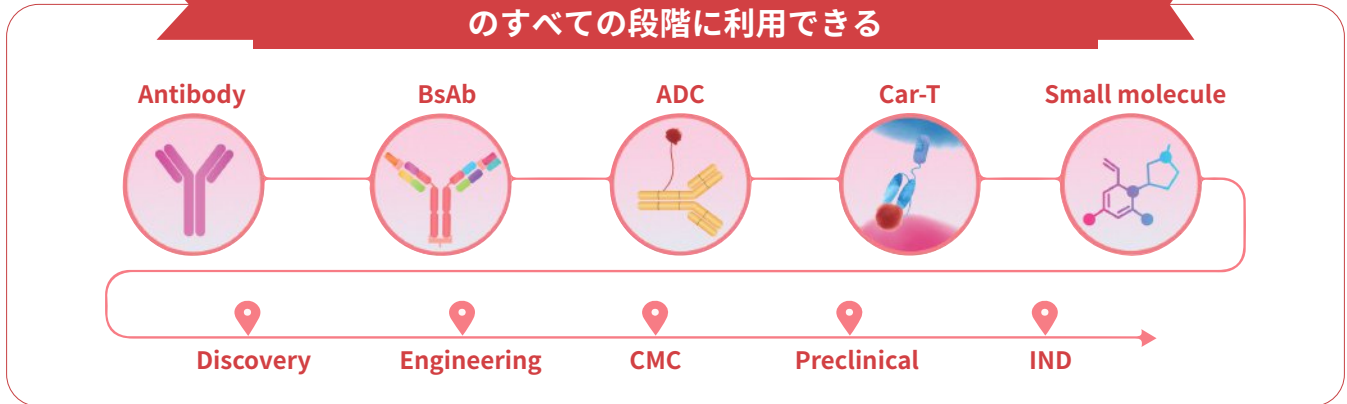 のすべての段階に利用できる
Antibody BsAb ADC Car-T Small molecule
Discovery Engineering CMC Preclinical IND